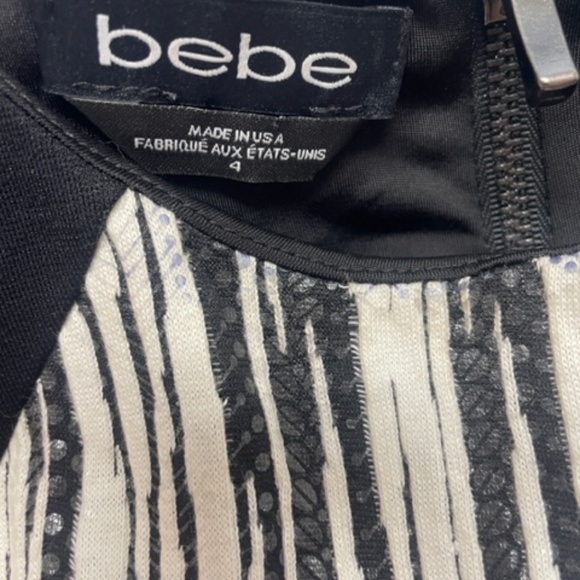 bebe
MADE IN USA
FABRIQUÉ AUX ÉTATS-UNIS
4